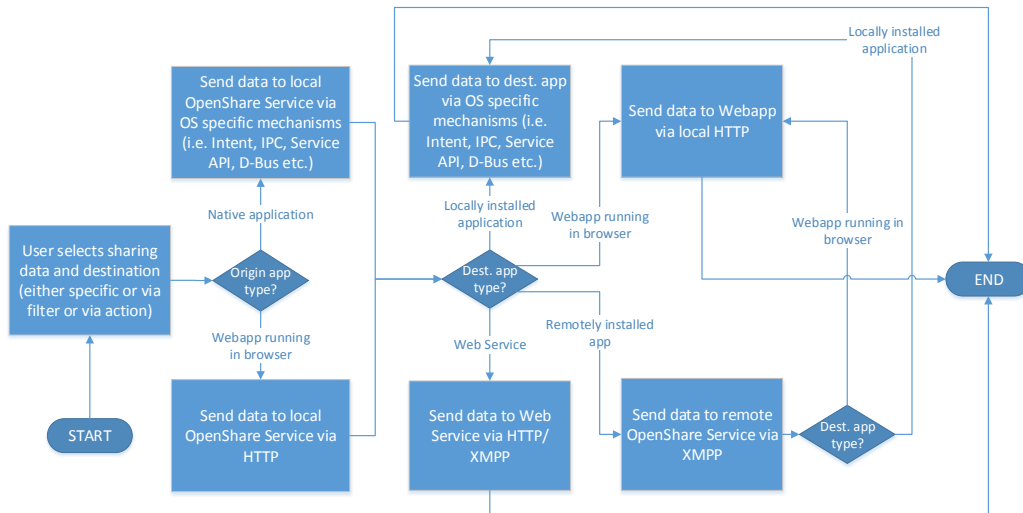 Locally installed
application
Send data to local
OpenShare Service via
OS specific mechanisms
(i.e. Intent, IPC, Service
API, D-Bus etc.)
Send data to dest. app
via OS specific
mechanisms (i.e.
Intent, IPC, Service
API, D-Bus etc.)
Send data to Webapp
via local HTTP
Native application
Locally installed
application
Webapp running
in browser
Webapp running in
browser
User selects sharing
data and destination
(either specific or via
filter or via action)
Origin app
type?
Dest. app
type?
END
Webapp running
in browser
Web Service
Remotely installed
app
START
Send data to local
OpenShare Service via
HTTP
Send data to Web
Service via HTTP/
XMPP
Send data to remote
OpenShare Service via
XMPP
Dest. app
type?